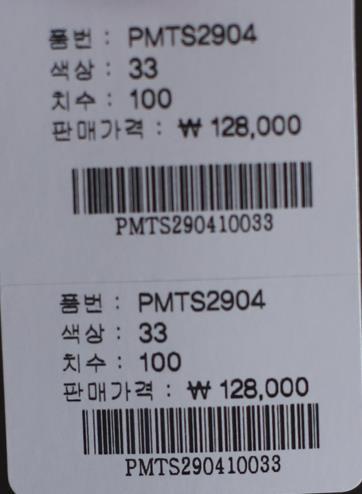 품번 : PMTS2904
색상 : 33
치수 : 100
판매가격 : ₩ 128,000
PMTS290410033
품번 : PMTS2904
색상 : 33
치수 : 100
판매가격 : ₩ 128,000
PMTS290410033